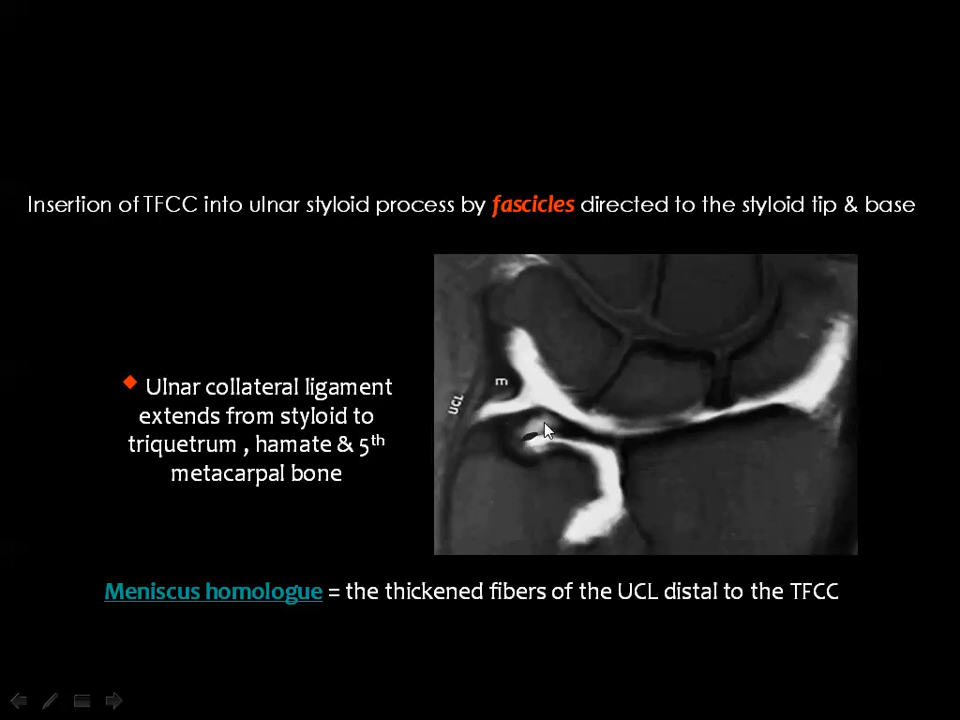 Insertion of TFCC into ulnar styloid process by fascicles directed to the styloid tip & base
Ulnar collateral ligament
extends from styloid to
triquetrum , hamate & 5th
metacarpal bone
m
UCL
Meniscus homologue = the thickened fibers of the UCL distal to the TFCC